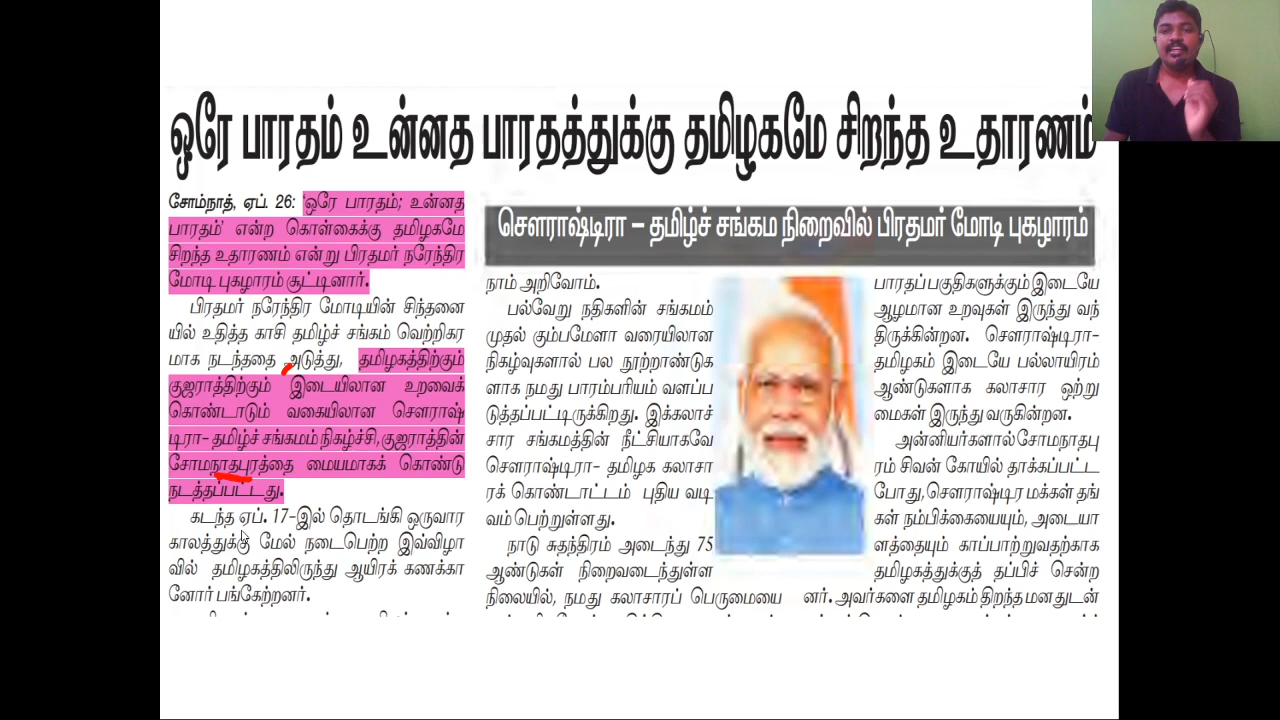 ஒரே பாரதம் உன்னத பாரதத்துக்கு தமிழகமே சிறந்த உதாரணம்
சௌராஷ்டிரா – தமிழ்ச் சங்கம நிறைவில் பிரதமர் மோடி புகழாரம்
சோம்நாத், ஏப். 26: 'ஒரே பாரதம்; உன்னத
பாரதம்' என்ற கொள்கைக்கு தமிழகமே
சிறந்த உதாரணம் என்று பிரதமர் நரேந்திர
மோடி புகழாரம் சூட்டினார்.
பிரதமர் நரேந்திர மோடியின் சிந்தனை
யில் உதித்த காசி தமிழ்ச் சங்கம் வெற்றிகர
மாக நடந்ததை அடுத்து, தமிழகத்திற்கும்
குஜராத்திற்கும் இடையிலான உறவைக்
கொண்டாடும் வகையிலான சௌராஷ்
டிரா- தமிழ்ச் சங்கமம் நிகழ்ச்சி, குஜராத்தின்
சோமநாதபுரத்தை மையமாகக் கொண்டு
நடத்தப்பட்டது.
கடந்த ஏப். 17-இல் தொடங்கி ஒருவார
காலத்துக்கு மேல் நடைபெற்ற இவ்விழா
வில் தமிழகத்திலிருந்து ஆயிரக் கணக்கா
னோர் பங்கேற்றனர்.
நாம் அறிவோம்.
பல்வேறு நதிகளின் சங்கமம்
முதல் கும்பமேளா வரையிலான
நிகழ்வுகளால் பல நூற்றாண்டுக
ளாக நமது பாரம்பரியம் வளப்ப
டுத்தப்பட்டிருக்கிறது. இக்கலாச்
சார சங்கமத்தின் நீட்சியாகவே
சௌராஷ்டிரா- தமிழக கலாசா
ரக் கொண்டாட்டம் புதிய வடி
வம் பெற்றுள்ளது.
நாடு சுதந்திரம் அடைந்து 75
ஆண்டுகள் நிறைவடைந்துள்ள
நிலையில், நமது கலாசாரப் பெருமையை
பாரதப் பகுதிகளுக்கும் இடையே
ஆழமான உறவுகள் இருந்து வந்
திருக்கின்றன. சௌராஷ்டிரா-
தமிழகம் இடையே பல்லாயிரம்
ஆண்டுகளாக கலாசார ஒற்று
மைகள் இருந்து வருகின்றன.
அன்னியர்களால் சோமநாதபு
ரம் சிவன் கோயில் தாக்கப்பட்ட
போது, சௌராஷ்டிர மக்கள் தங்
கள் நம்பிக்கையையும், அடையா
ளத்தையும் காப்பாற்றுவதற்காக
தமிழகத்துக்குத் தப்பிச் சென்ற
னர். அவர்களை தமிழகம் திறந்த மனதுடன்